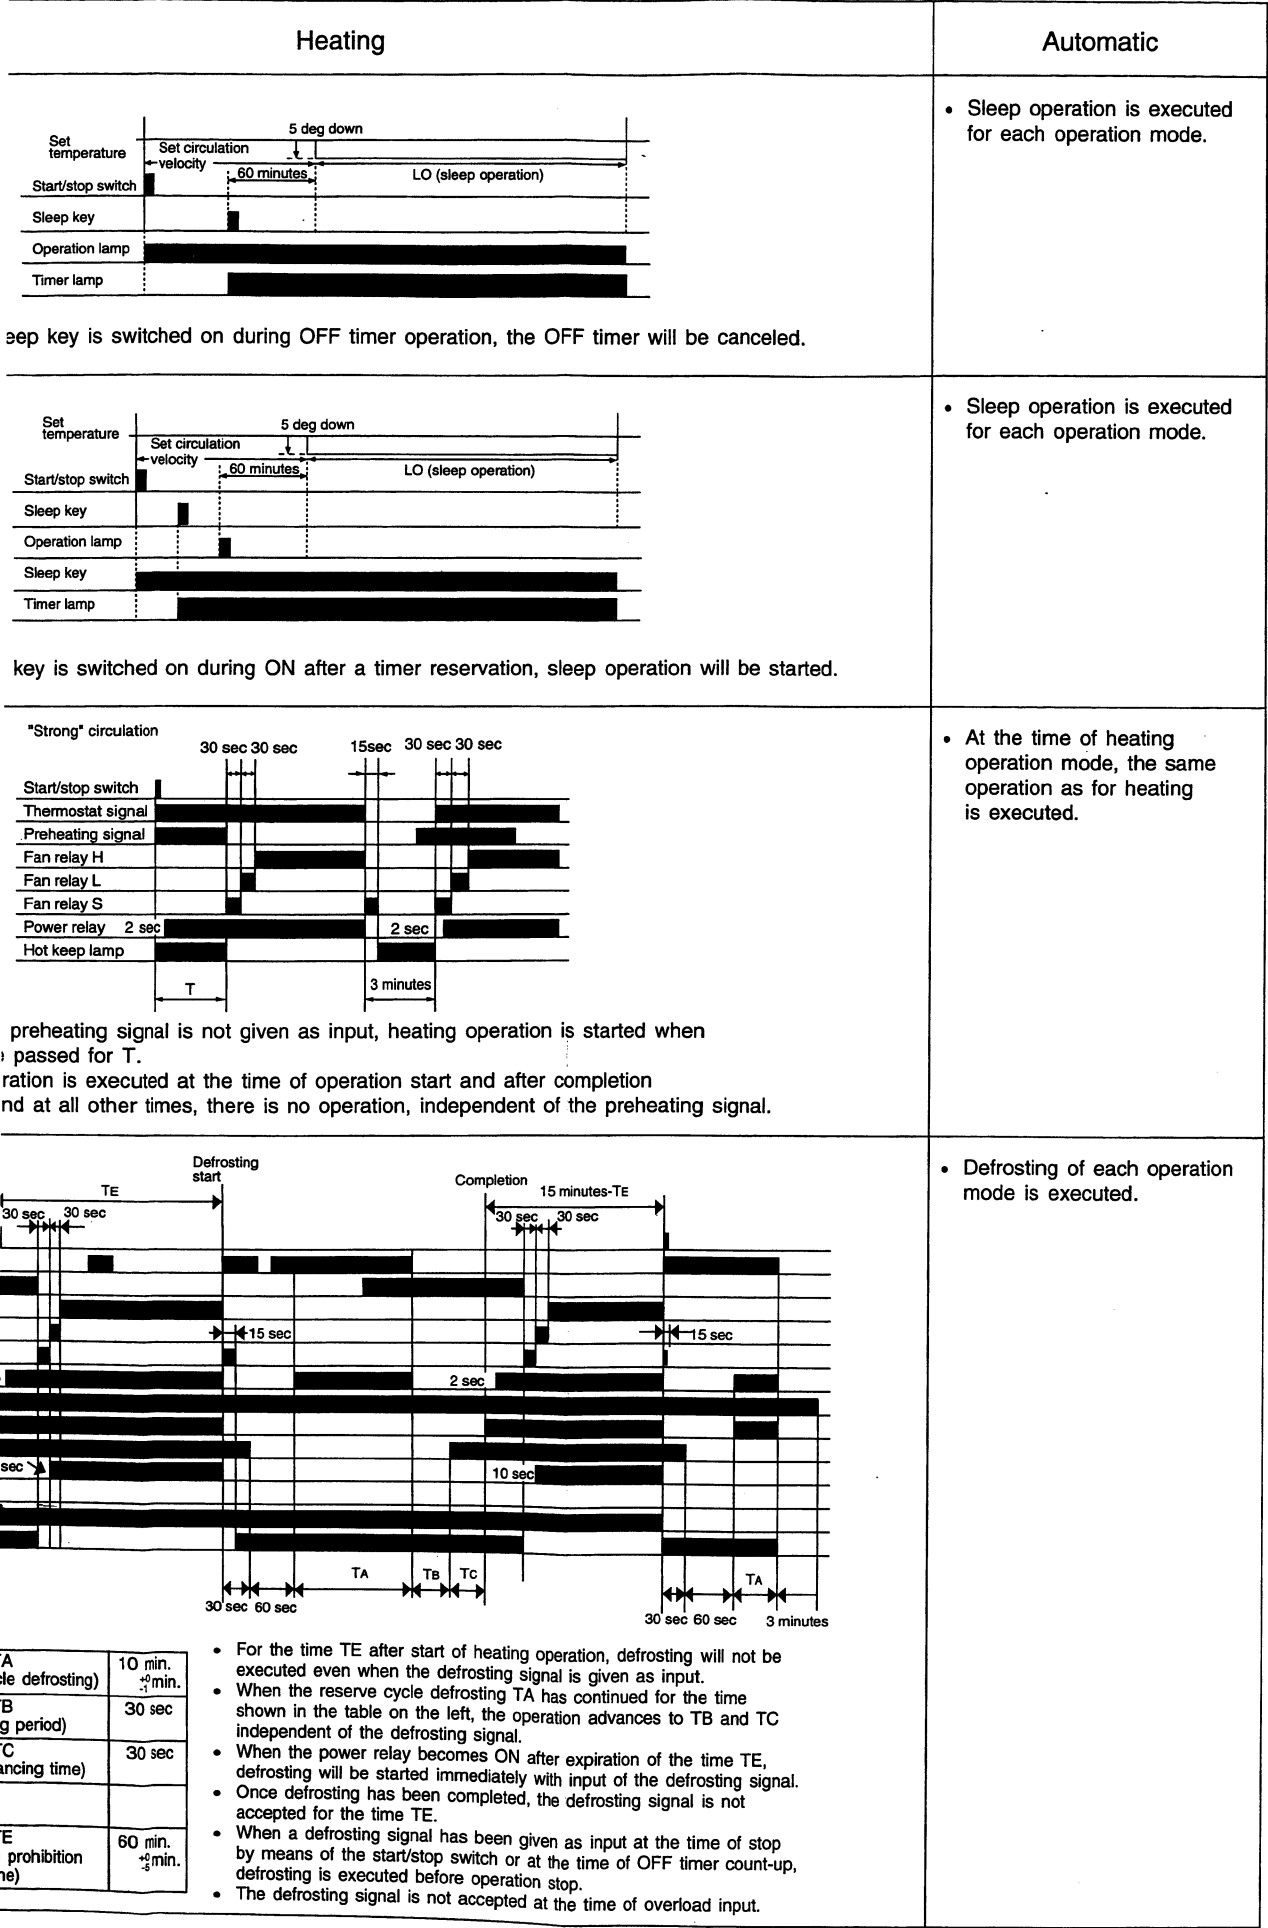 Heating
Automatic
5 deg down
Set
temperature
Set circulation
velocity
60 minutes
LO (sleep operation)
Start/stop switch
Sleep key
Operation lamp
Timer lamp
key is switched on during OFF timer operation, the OFF timer will be canceled.
• Sleep operation is executed
for each operation mode.
Set
temperature
5 deg down
Set circulation
velocity
60 minutes
LO (sleep operation)
Start/stop switch
Sleep key
Operation lamp
Sleep key
Timer lamp
key is switched on during ON after a timer reservation, sleep operation will be started.
• Sleep operation is executed
for each operation mode.
"Strong" circulation
30 sec 30 sec 15sec 30 sec 30 sec
Start/stop switch
Thermostat signal
Preheating signal
Fan relay H
Fan relay L
Fan relay S
Power relay 2 sec 2 sec
Hot keep lamp
T 3 minutes
preheating signal is not given as input, heating operation is started when
passed for T.
ration is executed at the time of operation start and after completion
nd at all other times, there is no operation, independent of the preheating signal.
• At the time of heating
operation mode, the same
operation as for heating
is executed.
Defrosting
start
TE
Completion
15 minutes-TE
30 sec 30 sec 30 sec 30 sec
15 sec 15 sec
2 sec
sec 10 sec
TA TB TC TA
30 sec 60 sec 30 sec 60 sec 3 minutes
• Defrosting of each operation
mode is executed.
TA 10 min.
cle defrosting) +0 -1 min.
TB 30 sec
g period)
TC 30 sec
ancing time)
TE 60 min.
prohibition +0 -5 min.
me)
• For the time TE after start of heating operation, defrosting will not be
executed even when the defrosting signal is given as input.
• When the reserve cycle defrosting TA has continued for the time
shown in the table on the left, the operation advances to TB and TC
independent of the defrosting signal.
• When the power relay becomes ON after expiration of the time TE,
defrosting will be started immediately with input of the defrosting signal.
• Once defrosting has been completed, the defrosting signal is not
accepted for the time TE.
• When a defrosting signal has been given as input at the time of stop
by means of the start/stop switch or at the time of OFF timer count-up,
defrosting is executed before operation stop.
• The defrosting signal is not accepted at the time of overload input.